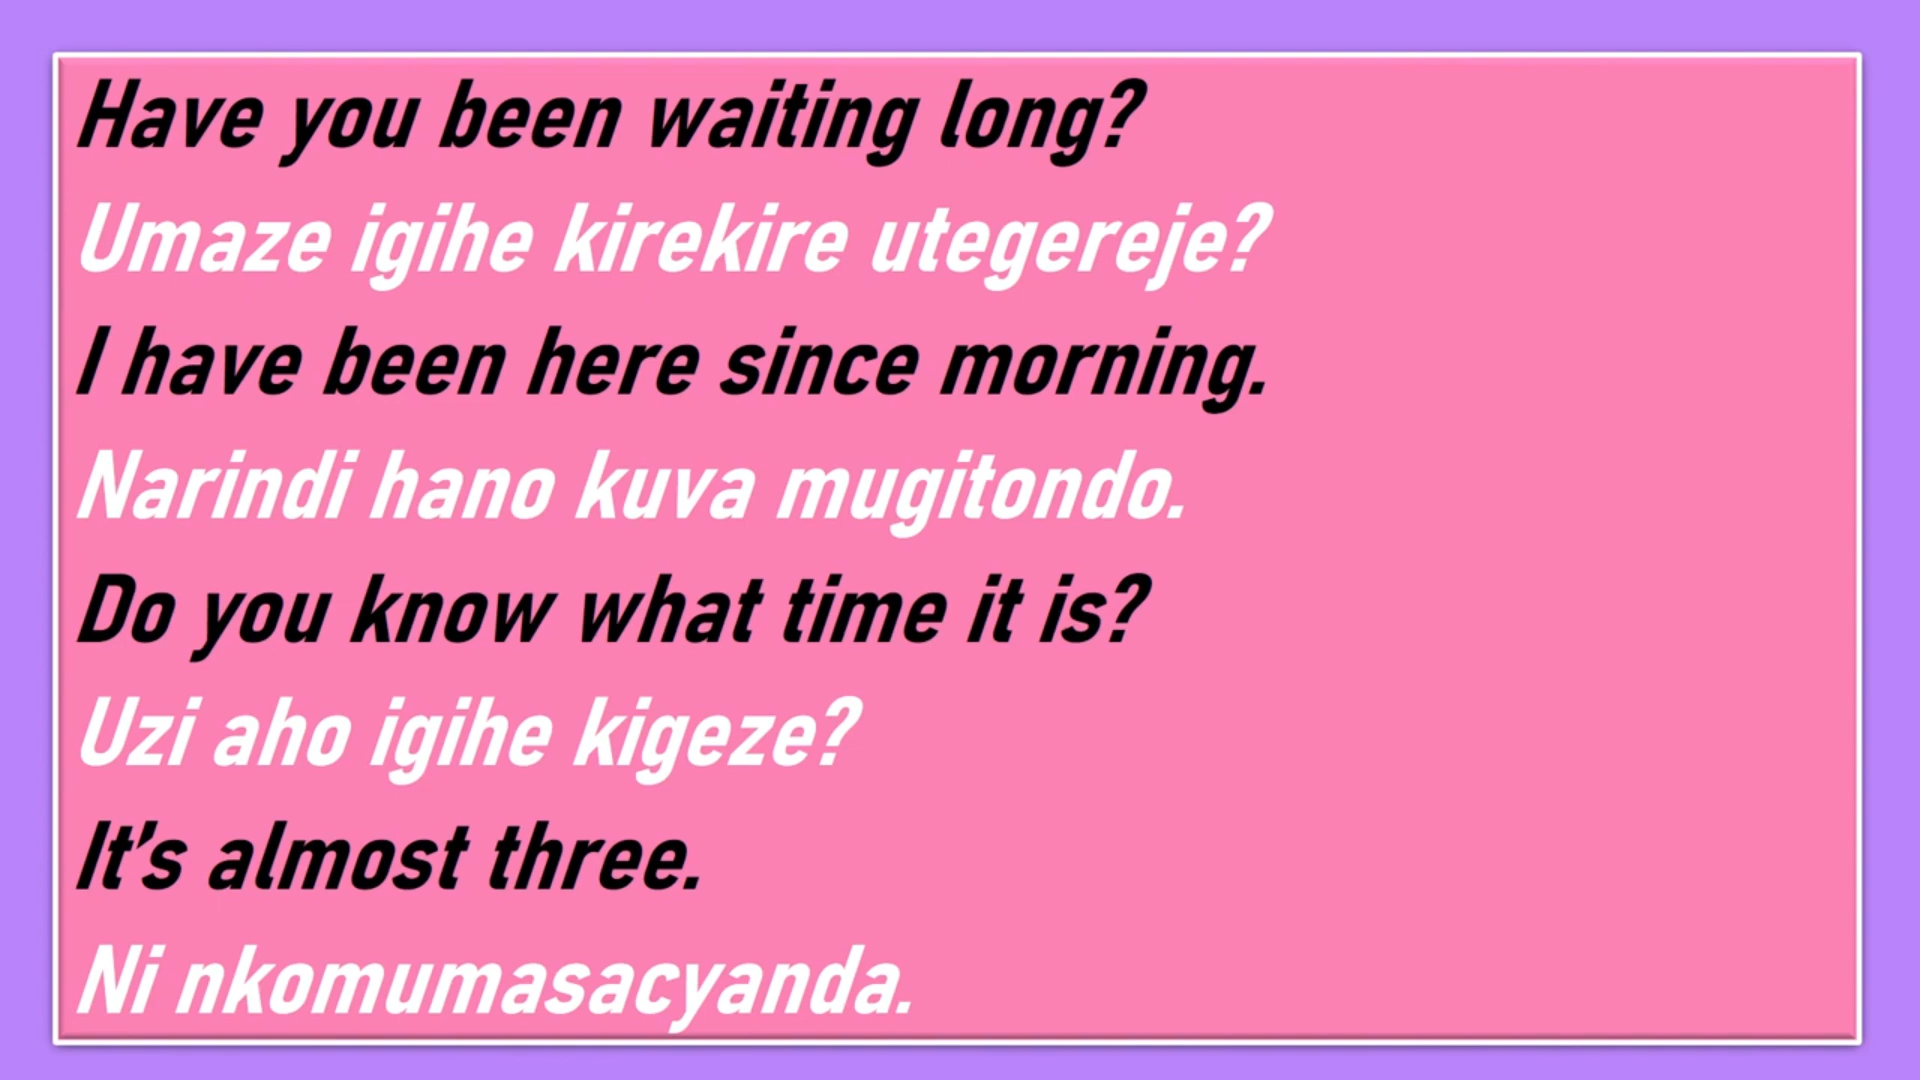 Have you been waiting long?
Umaze igihe kirekire utegereje?
I have been here since morning.
Narindi hano kuva mugitondo.
Do you know what time it is?
Uzi aho igihe kigeze?
It’s almost three.
Ni nkomumasacyanda.